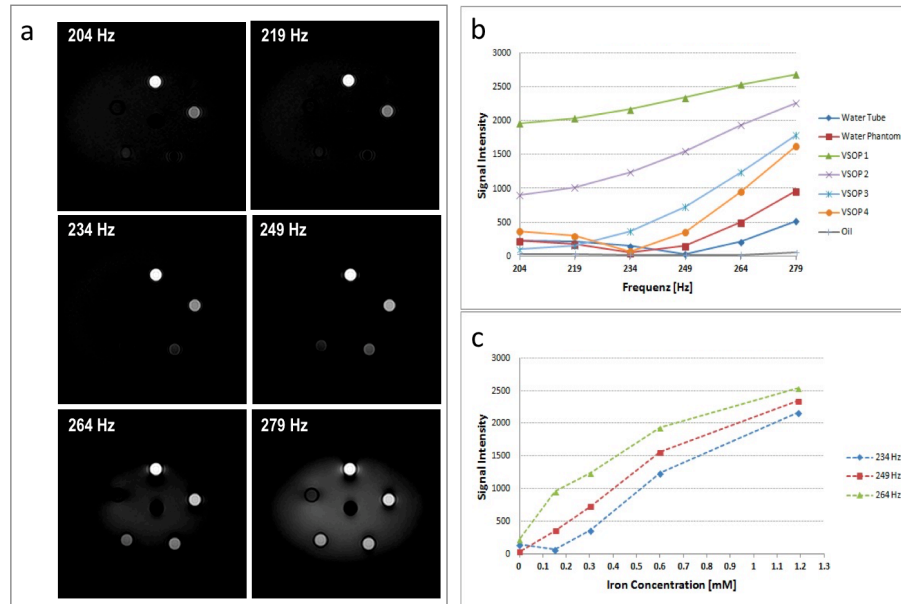 a
204 Hz
219 Hz
234 Hz
249 Hz
264 Hz
279 Hz
b
3000
2500
2000
1500
1000
500
0
Signal Intensity
204 219 234 249 264 279
Frequenz [Hz]
Water Tube
Water Phantom
VSOP 1
VSOP 2
VSOP 3
VSOP 4
Oil
c
3000
2500
2000
1500
1000
500
0
Signal Intensity
0 0.1 0.2 0.3 0.4 0.5 0.6 0.7 0.8 0.9 1 1.1 1.2 1.3
Iron Concentration [mM]
234 Hz
249 Hz
264 Hz